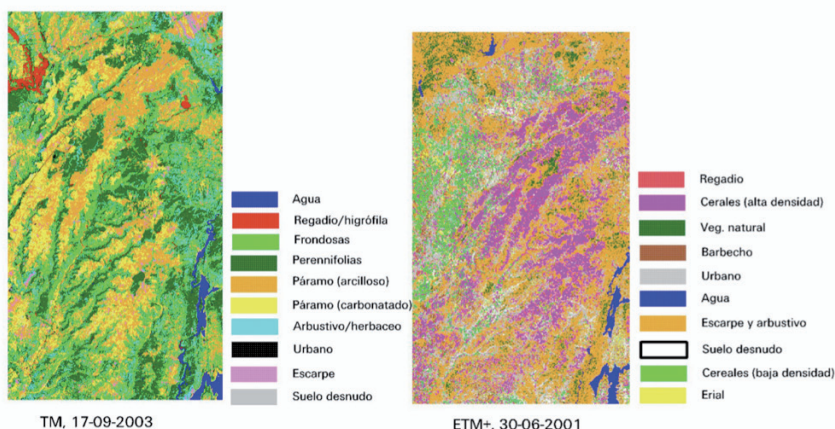 Agua
Regadio/higrófila
Frondosas
Perennifolias
Páramo (arcilloso)
Páramo (carbonatado)
Arbustivo/herbaceo
Urbano
Escarpe
Suelo desnudo
TM, 17-09-2003
Regadio
Cerales (alta densidad)
Veg. natural
Barbecho
Urbano
Agua
Escarpe y arbustivo
Suelo desnudo
Cereales (baja densidad)
Erial
ETM+, 30-06-2001